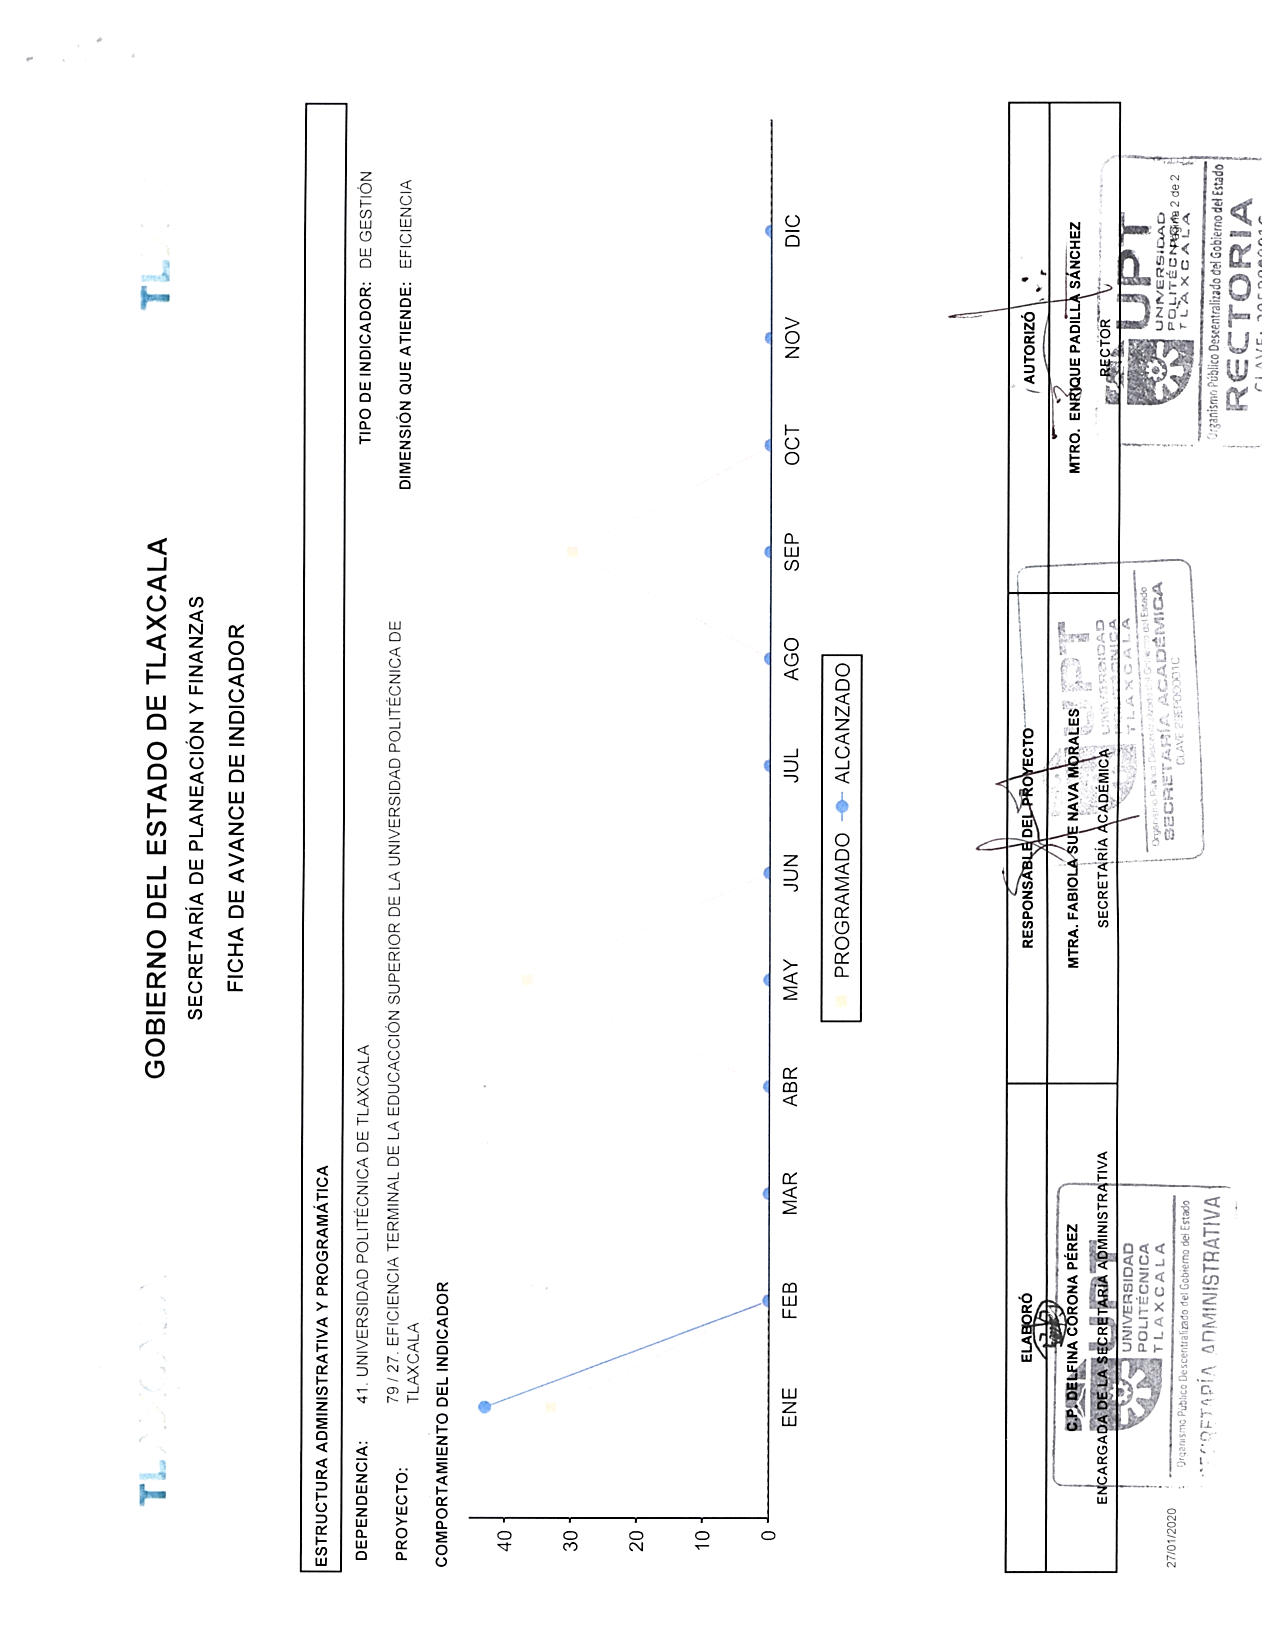 TL
TL
GOBIERNO DEL ESTADO DE TLAXCALA
SECRETARÍA DE PLANEACIÓN Y FINANZAS
FICHA DE AVANCE DE INDICADOR
ESTRUCTURA ADMINISTRATIVA Y PROGRAMÁTICA
DEPENDENCIA: 41. UNIVERSIDAD POLITÉCNICA DE TLAXCALA
TIPO DE INDICADOR: DE GESTIÓN
PROYECTO: 79 / 27. EFICIENCIA TERMINAL DE LA EDUCACCIÓN SUPERIOR DE LA UNIVERSIDAD POLITÉCNICA DE
TLAXCALA
DIMENSIÓN QUE ATIENDE: EFICIENCIA
COMPORTAMIENTO DEL INDICADOR
40
30
20
10
0
ENE FEB MAR ABR MAY JUN JUL AGO SEP OCT NOV DIC
PROGRAMADO ALCANZADO
ELABORÓ
C.P. DELFINA CORONA PÉREZ
ENCARGADA DE LA SECRETARÍA ADMINISTRATIVA
RESPONSABLE DEL PROYECTO
MTRA. FABIOLA SUE NAVA MORALES
SECRETARÍA ACADEMICA
AUTORIZÓ
MTRO. ENRIQUE PADILLA SÁNCHEZ
RECTOR
UPT
UNIVERSIDAD
POLITÉCNICA
TLAXCALA
Organismo Público Descentralizado del Gobierno del Estado
SECRETARÍA ADMINISTRATIVA
UPT
UNIVERSIDAD
POLITÉCNICA
TLAXCALA
Organismo Público Descentralizado del Gobierno del Estado
SECRETARÍA ACADÉMICA
UPT
UNIVERSIDAD
POLITÉCNICA
TLAXCALA
Organismo Público Descentralizado del Gobierno del Estado
RECTORIA
27/01/2020
Página 2 de 2